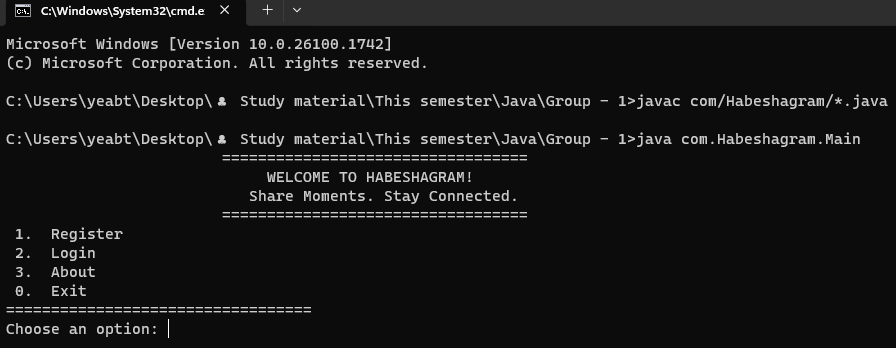 C:\Windows\System32\cmd.e
Microsoft Windows [Version 10.0.26100.1742]
(c) Microsoft Corporation. All rights reserved.
C:\Users\yeabt\Desktop\♣ Study material\This semester\Java\Group - 1>javac com/Habeshagram/*.java
C:\Users\yeabt\Desktop\♣ Study material\This semester\Java\Group - 1>java com.Habeshagram.Main
==================================
WELCOME TO HABESHAGRAM!
Share Moments. Stay Connected.
==================================
1. Register
2. Login
3. About
0. Exit
==================================
Choose an option: